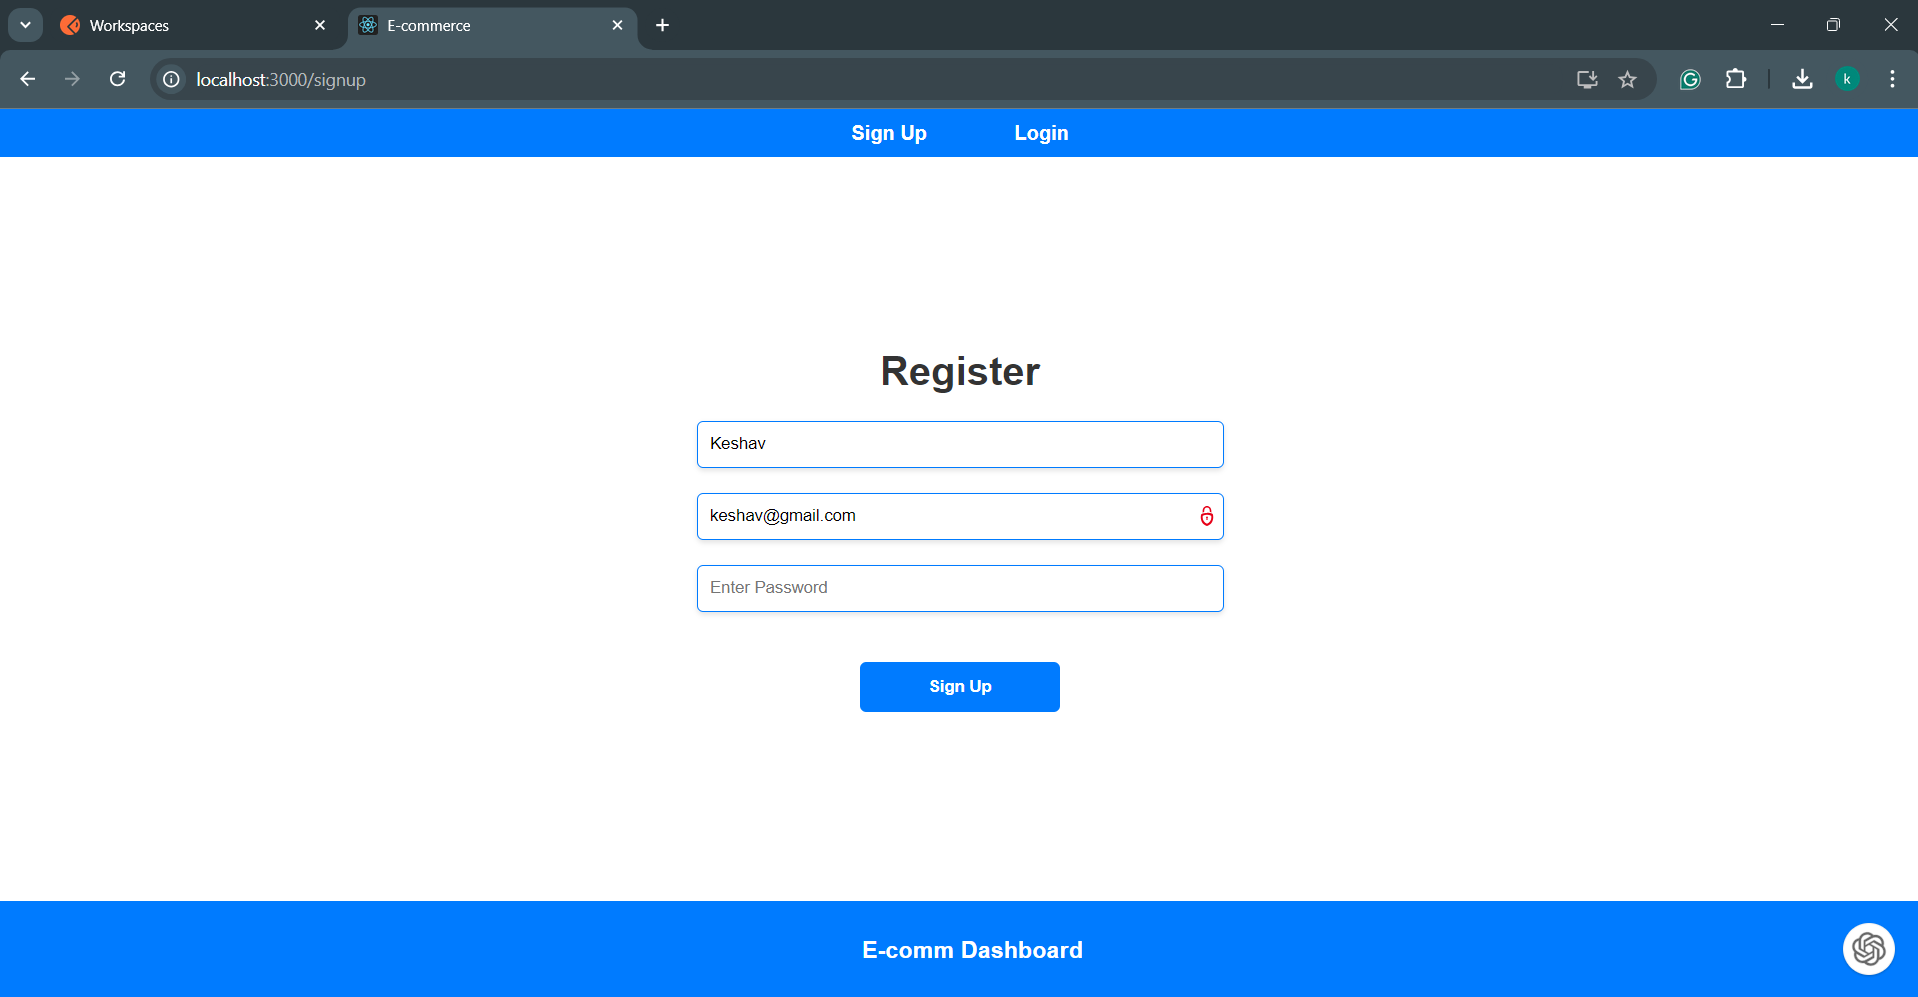 Workspaces
E-commerce
localhost:3000/signup
k
Sign Up
Login
Register
Keshav
keshav@gmail.com
Enter Password
Sign Up
E-comm Dashboard